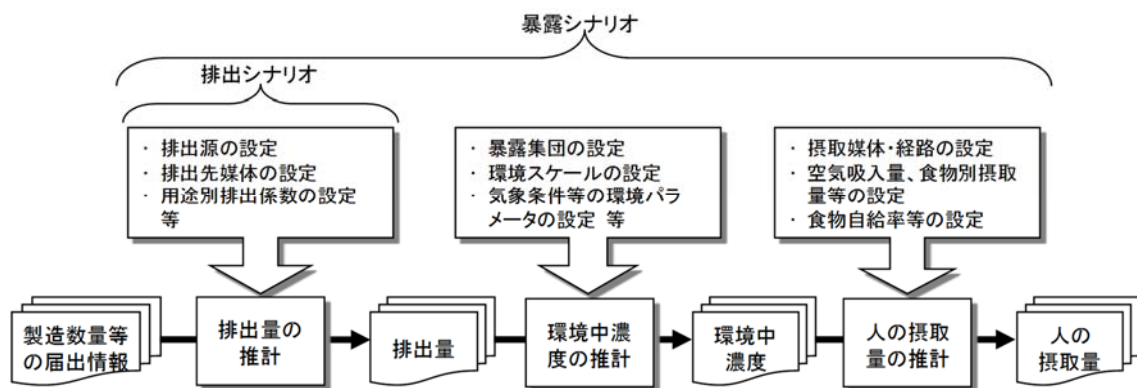 暴露シナリオ
排出シナリオ
・ 排出源の設定
・ 排出先媒体の設定
・ 用途別排出係数の設定
等
・ 暴露集団の設定
・ 環境スケールの設定
・ 気象条件等の環境パラ
メータの設定 等
・ 摂取媒体・経路の設定
・ 空気吸入量、食物別摂取
量等の設定
・ 食物自給率等の設定
製造数量等
の届出情報
排出量の
推計
排出量
環境中濃
度の推計
環境中
濃度
人の摂取
量の推計
人の
摂取量